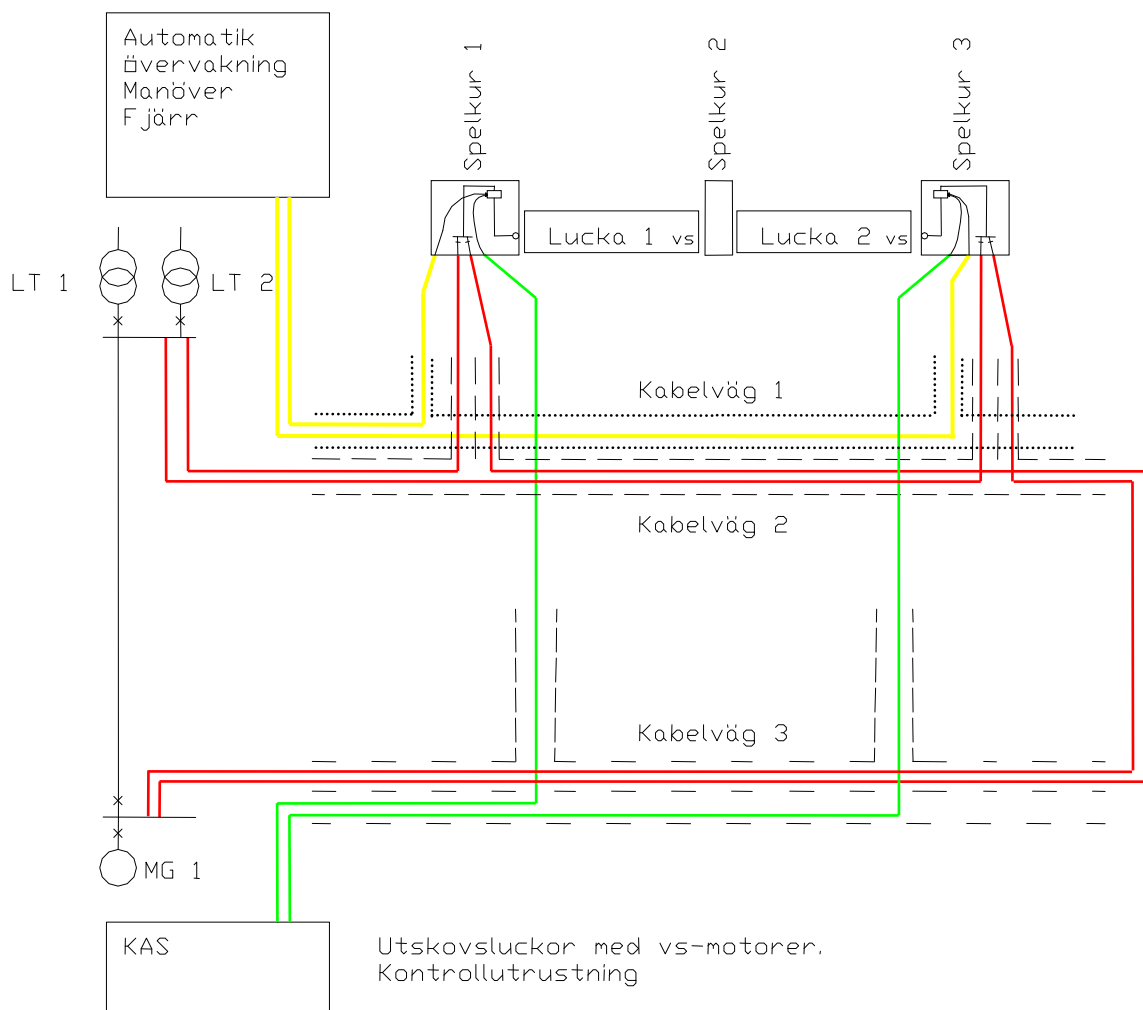 Automatik
övervakning
Manöver
Fjärr
Spelkur 1
Spelkur 2
Spelkur 3
Lucka 1 vs
Lucka 2 vs
LT 1
LT 2
Kabelväg 1
Kabelväg 2
Kabelväg 3
MG 1
KAS
Utskovsluckor med vs-motorer.
Kontrollutrustning